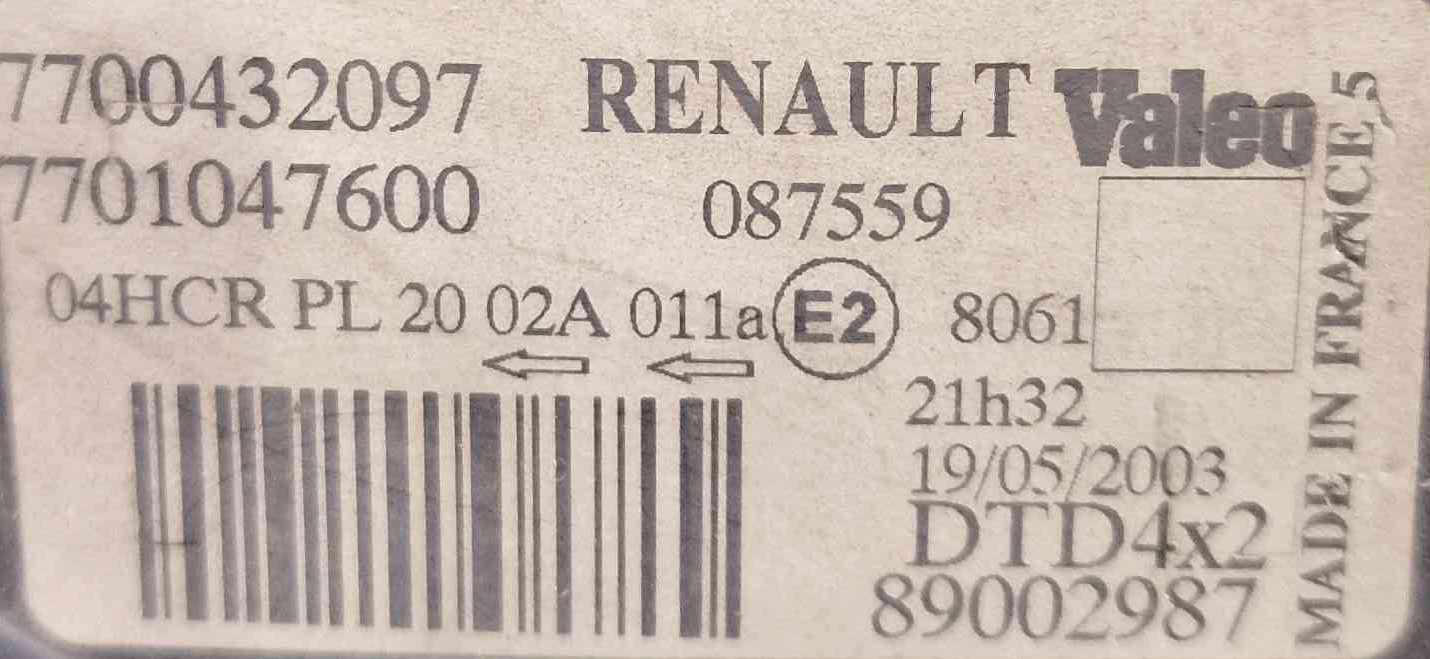 7700432097 RENAULT Valeo
7701047600 087559
04HCR PL 20 02A 011a E2 8061
21h32
19/05/2003
DTD4x2
89002987
MADE IN FRANCE 5